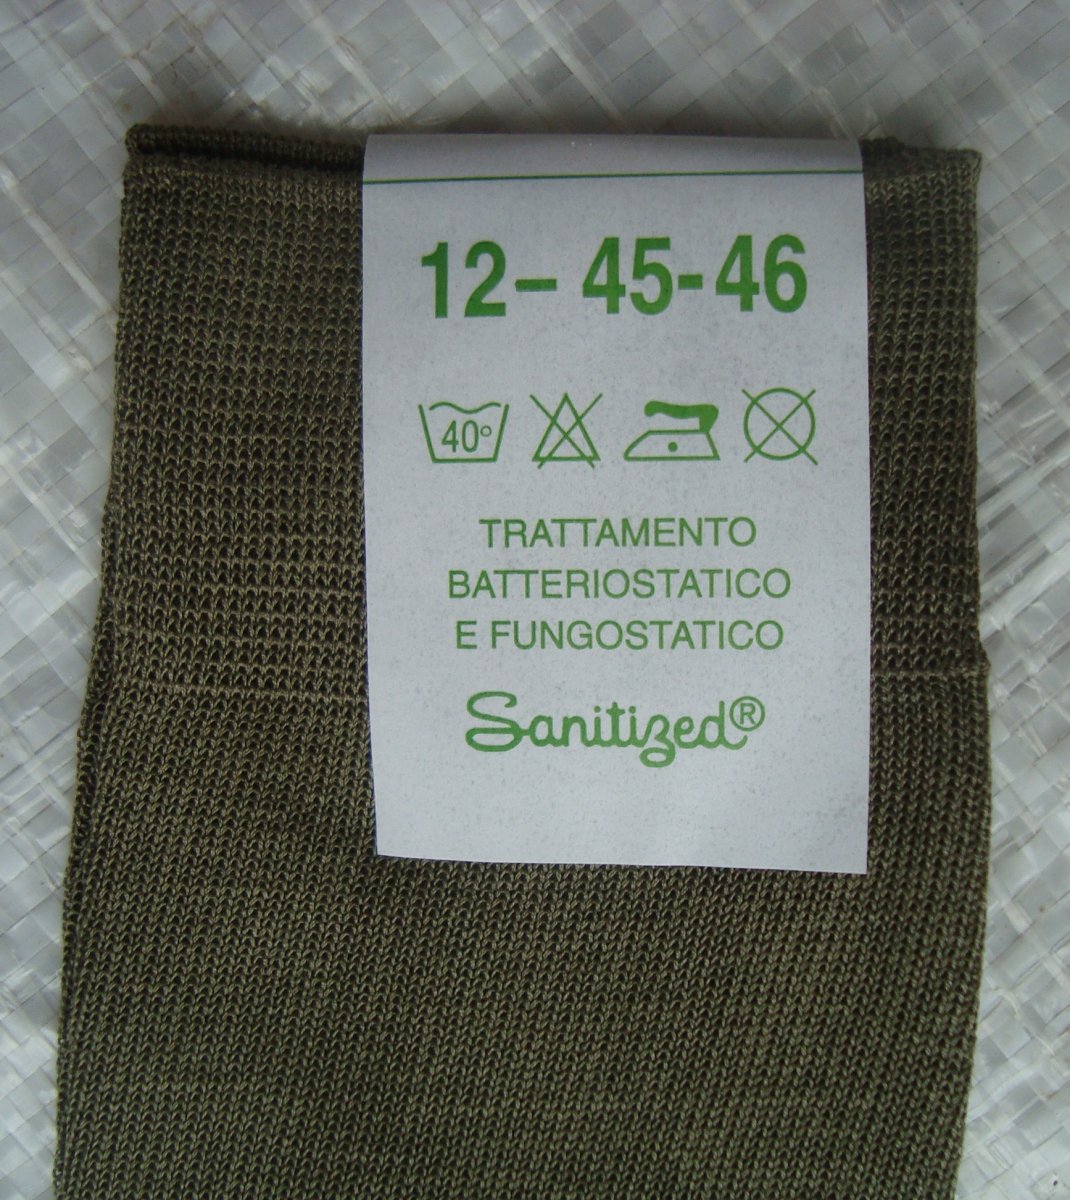 12– 45-46
40°
TRATTAMENTO
BATTERIOSTATICO
E FUNGOSTATICO
Sanitized®